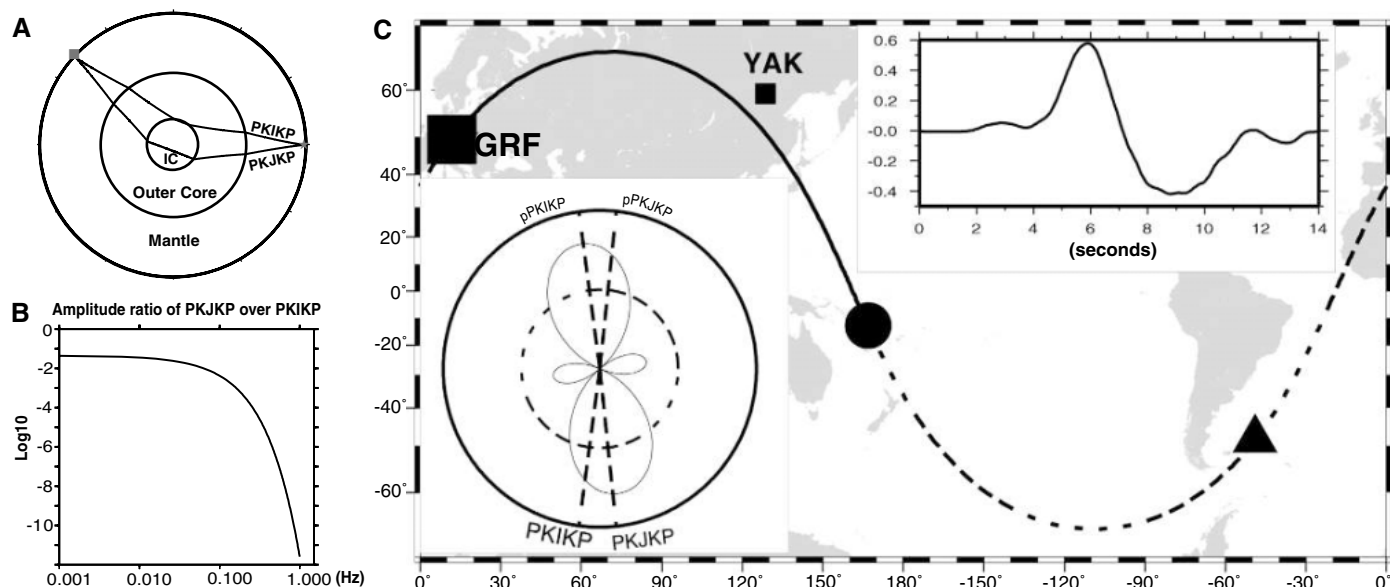 A
PKIKP
PKJKP
IC
Outer Core
Mantle
B
Amplitude ratio of PKJKP over PKIKP
0
-2
-4
-6
-8
-10
Log10
0.001 0.010 0.100 1.000 (Hz)
C
60˚
40˚
20˚
0˚
-20˚
-40˚
-60˚
GRF
YAK
0.6
0.4
0.2
-0.0
-0.2
-0.4
0 2 4 6 8 10 12 14
(seconds)
pPKIKP pPKJKP
PKIKP PKJKP
0˚ 30˚ 60˚ 90˚ 120˚ 150˚ -180˚ -150˚ -120˚ -90˚ -60˚ -30˚ -0˚